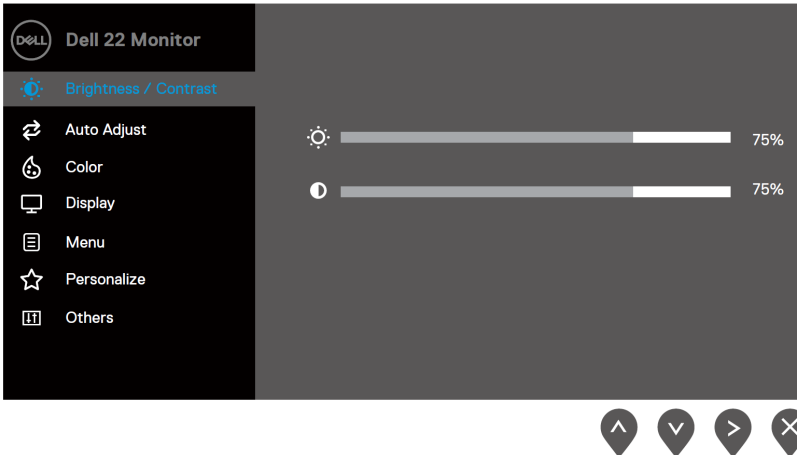 DELL
Dell 22 Monitor
Brightness / Contrast
Auto Adjust
Color
Display
Menu
Personalize
Others
75%
75%